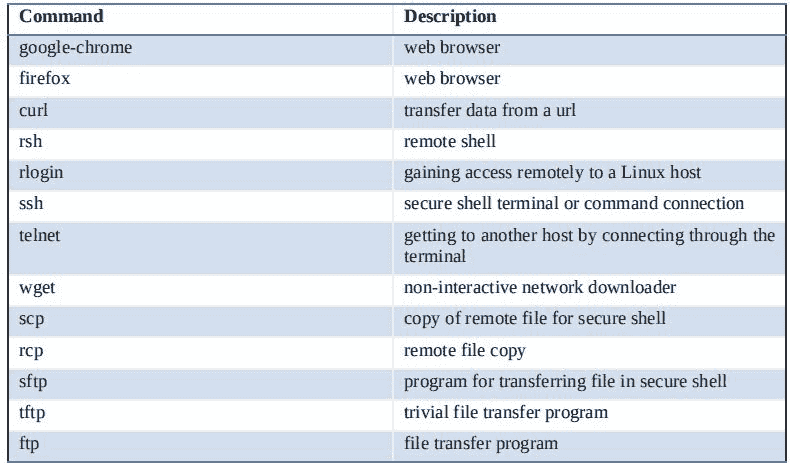 Command Description
google-chrome web browser
firefox web browser
curl transfer data from a url
rsh remote shell
rlogin gaining access remotely to a Linux host
ssh secure shell terminal or command connection
telnet getting to another host by connecting through the
terminal
wget non-interactive network downloader
scp copy of remote file for secure shell
rcp remote file copy
sftp program for transferring file in secure shell
tftp trivial file transfer program
ftp file transfer program